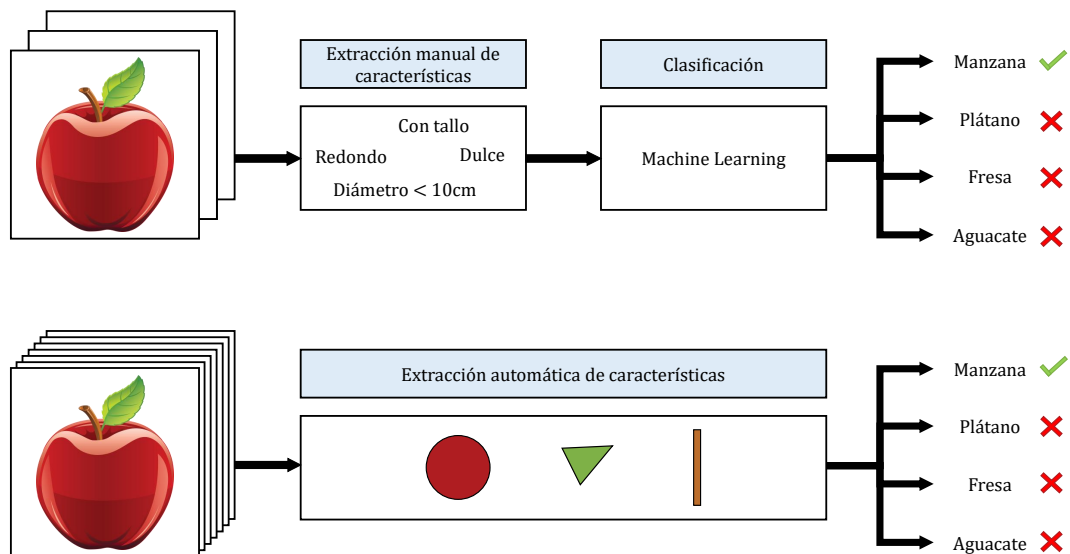 Extracción manual de
características
Clasificación
Con tallo
Redondo
Dulce
Diámetro < 10cm
Machine Learning
Manzana
Plátano
Fresa
Aguacate
Extracción automática de características
Manzana
Plátano
Fresa
Aguacate